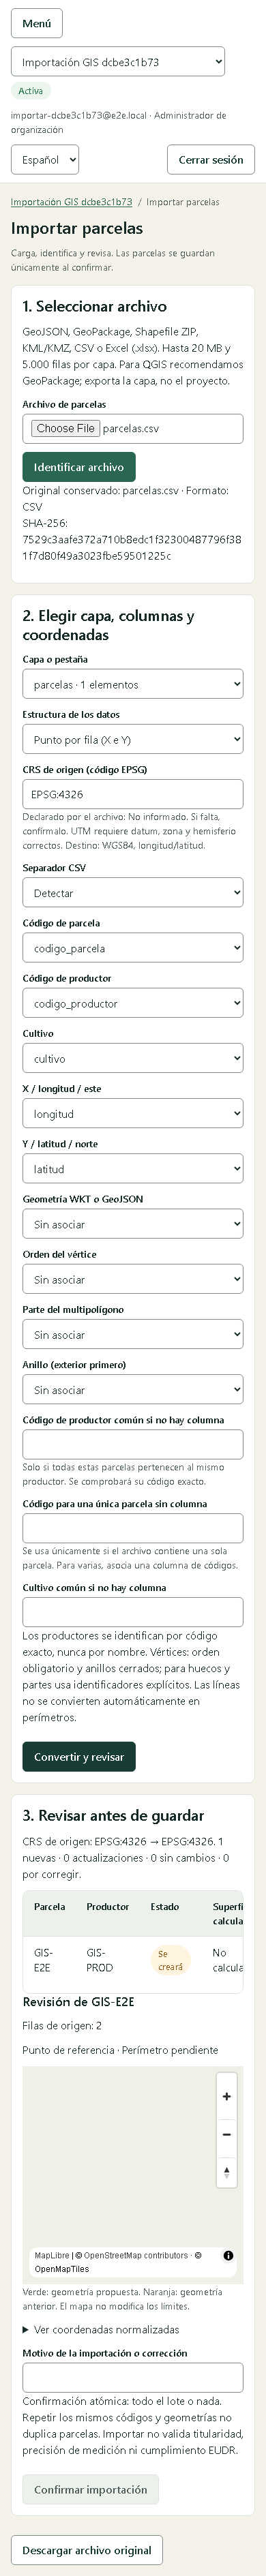 Menú
Importación GIS dcbe3c1b73
Activa
importar-dcbe3c1b73@e2e.local · Administrador de
organización
Español
Cerrar sesión
Importación GIS dcbe3c1b73 / Importar parcelas
Importar parcelas
Carga, identifica y revisa. Las parcelas se guardan
únicamente al confirmar.
1. Seleccionar archivo
GeoJSON, GeoPackage, Shapefile ZIP,
KML/KMZ, CSV o Excel (.xlsx). Hasta 20 MB y
5.000 filas por capa. Para QGIS recomendamos
GeoPackage; exporta la capa, no el proyecto.
Archivo de parcelas
Choose File parcelas.csv
Identificar archivo
Original conservado: parcelas.csv · Formato:
CSV
SHA-256:
7529c3aafe372a710b8edc1f32300487796f38
1f7d80f49a3023fbe59501225c
2. Elegir capa, columnas y
coordenadas
Capa o pestaña
parcelas · 1 elementos
Estructura de los datos
Punto por fila (X e Y)
CRS de origen (código EPSG)
EPSG:4326
Declarado por el archivo: No informado. Si falta,
confírmalo. UTM requiere datum, zona y hemisferio
correctos. Destino: WGS84, longitud/latitud.
Separador CSV
Detectar
Código de parcela
codigo_parcela
Código de productor
codigo_productor
Cultivo
cultivo
X / longitud / este
longitud
Y / latitud / norte
latitud
Geometría WKT o GeoJSON
Sin asociar
Orden del vértice
Sin asociar
Parte del multipolígono
Sin asociar
Anillo (exterior primero)
Sin asociar
Código de productor común si no hay columna
Solo si todas estas parcelas pertenecen al mismo
productor. Se comprobará su código exacto.
Código para una única parcela sin columna
Se usa únicamente si el archivo contiene una sola
parcela. Para varias, asocia una columna de códigos.
Cultivo común si no hay columna
Los productores se identifican por código
exacto, nunca por nombre. Vértices: orden
obligatorio y anillos cerrados; para huecos y
partes usa identificadores explícitos. Las líneas
no se convierten automáticamente en
perímetros.
Convertir y revisar
3. Revisar antes de guardar
CRS de origen: EPSG:4326 → EPSG:4326. 1
nuevas · 0 actualizaciones · 0 sin cambios · 0
por corregir.
Parcela Productor Estado Superfi
calcula
GIS- GIS- Se No
E2E PROD creará calcula
Revisión de GIS-E2E
Filas de origen: 2
Punto de referencia · Perímetro pendiente
MapLibre | © OpenStreetMap contributors · ©
OpenMapTiles
Verde: geometría propuesta. Naranja: geometría
anterior. El mapa no modifica los límites.
Ver coordenadas normalizadas
Motivo de la importación o corrección
Confirmación atómica: todo el lote o nada.
Repetir los mismos códigos y geometrías no
duplica parcelas. Importar no valida titularidad,
precisión de medición ni cumplimiento EUDR.
Confirmar importación
Descargar archivo original